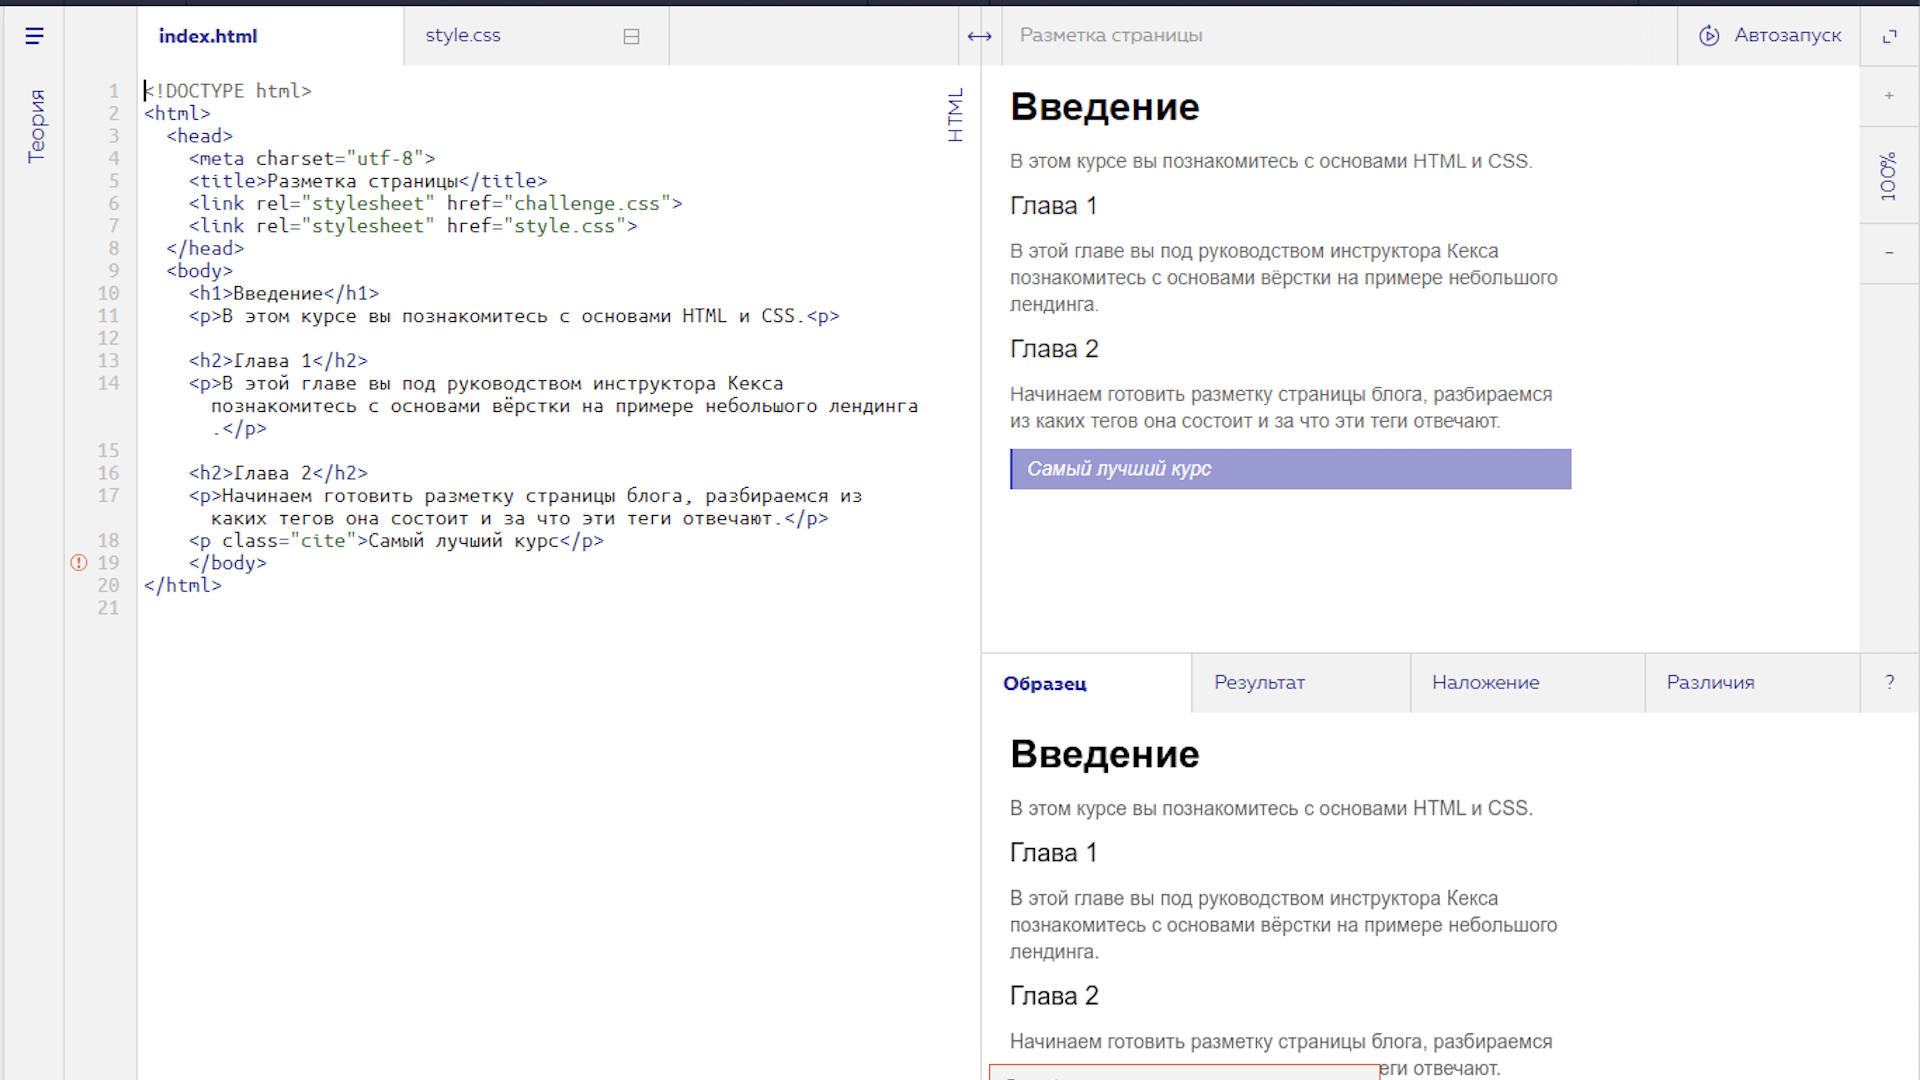 index.html
style.css
Разметка страницы
Автозапуск
Теория
HTML
1 <!DOCTYPE html>
2 <html>
3 <head>
4 <meta charset="utf-8">
5 <title>Разметка страницы</title>
6 <link rel="stylesheet" href="challenge.css">
7 <link rel="stylesheet" href="style.css">
8 </head>
9 <body>
10 <h1>Введение</h1>
11 <p>В этом курсе вы познакомитесь с основами HTML и CSS.<p>
12
13 <h2>Глава 1</h2>
14 <p>В этой главе вы под руководством инструктора Кекса
познакомитесь с основами вёрстки на примере небольшого лендинга
.</p>
15
16 <h2>Глава 2</h2>
17 <p>Начинаем готовить разметку страницы блога, разбираемся из
каких тегов она состоит и за что эти теги отвечают.</p>
18 <p class="cite">Самый лучший курс</p>
19 </body>
20 </html>
21
Введение
В этом курсе вы познакомитесь с основами HTML и CSS.
Глава 1
В этой главе вы под руководством инструктора Кекса
познакомитесь с основами вёрстки на примере небольшого
лендинга.
Глава 2
Начинаем готовить разметку страницы блога, разбираемся
из каких тегов она состоит и за что эти теги отвечают.
Самый лучший курс
+
100%
-
Образец
Результат
Наложение
Различия
?
Введение
В этом курсе вы познакомитесь с основами HTML и CSS.
Глава 1
В этой главе вы под руководством инструктора Кекса
познакомитесь с основами вёрстки на примере небольшого
лендинга.
Глава 2
Начинаем готовить разметку страницы блога, разбираемся
отвечают.